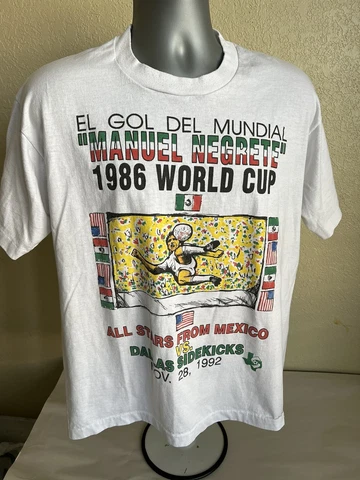 EL GOL DEL MUNDIAL
"MANUEL NEGRETE"
1986 WORLD CUP
ALL STARS FROM MEXICO
VS.
DALLAS SIDEKICKS
NOV. 28, 1992